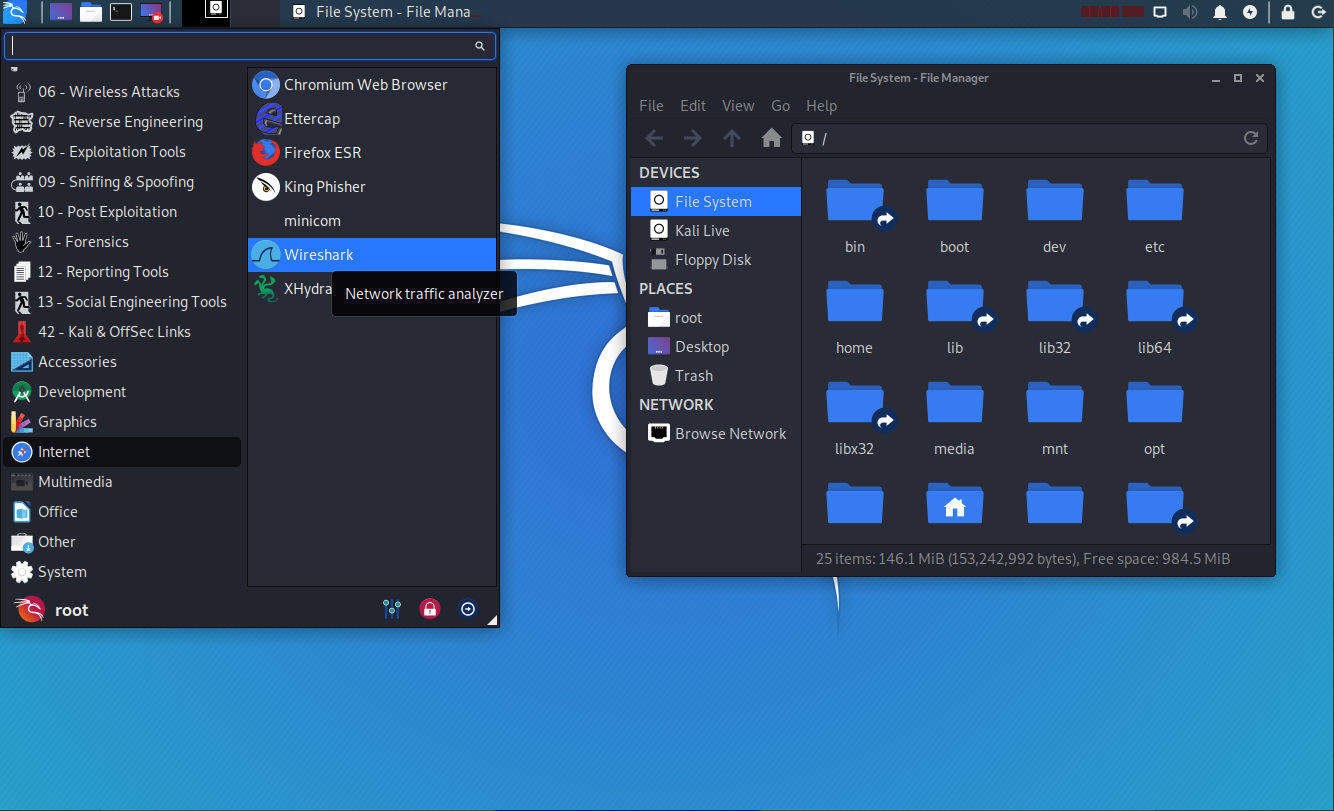 File System - File Mana
06 - Wireless Attacks
07 - Reverse Engineering
08 - Exploitation Tools
09 - Sniffing & Spoofing
10 - Post Exploitation
11 - Forensics
12 - Reporting Tools
13 - Social Engineering Tools
42 - Kali & OffSec Links
Accessories
Development
Graphics
Internet
Multimedia
Office
Other
System
root
Chromium Web Browser
Ettercap
Firefox ESR
King Phisher
minicom
Wireshark
XHydra
Network traffic analyzer
File System - File Manager
File Edit View Go Help
/
DEVICES
File System
Kali Live
Floppy Disk
PLACES
root
Desktop
Trash
NETWORK
Browse Network
bin boot dev etc
home lib lib32 lib64
libx32 media mnt opt
25 items: 146.1 MiB (153,242,992 bytes), Free space: 984.5 MiB